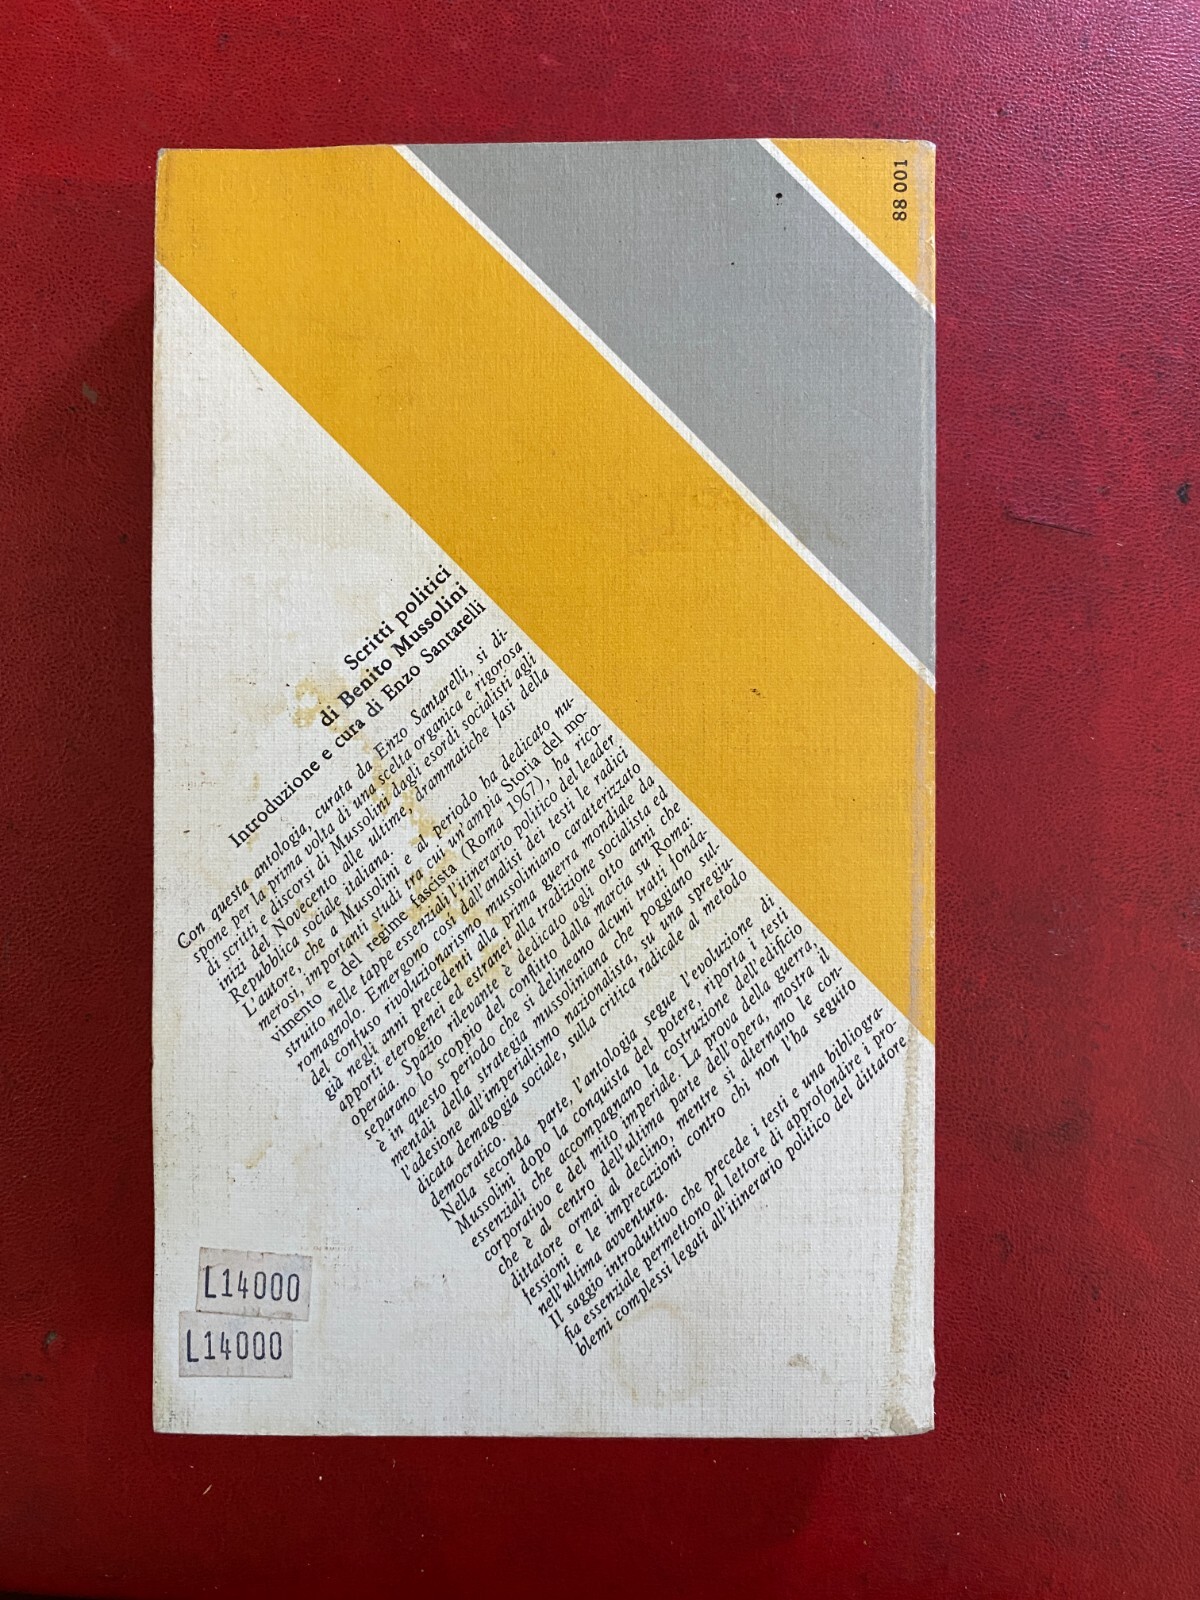 88 001
Scritti politici
di Benito Mussolini
Introduzione e cura di Enzo Santarelli
Con questa antologia, curata da Enzo Santarelli, si di-
spone per la prima volta di una scelta organica e rigorosa
di scritti e discorsi di Mussolini dagli esordi socialisti agli
inizi del Novecento alle ultime, drammatiche fasi della
Repubblica sociale italiana.
L'autore, che a Mussolini e al periodo ha dedicato nu-
merosi, importanti studi tra cui un'ampia Storia del mo-
vimento e del regime fascista (Roma 1967), ha rico-
struito nelle tappe essenziali l'itinerario politico del leader
romagnolo. Emergono così dall'analisi dei testi le radici
del confuso rivoluzionarismo mussoliniano caratterizzato
già negli anni precedenti alla prima guerra mondiale da
apporti eterogenei ed estranei alla tradizione socialista ed
operaia. Spazio rilevante è dedicato agli otto anni che
separano lo scoppio del conflitto dalla marcia su Roma:
è in questo periodo che si delineano alcuni tratti fonda-
mentali della strategia mussoliniana che poggiano sul-
l'adesione all'imperialismo nazionalista, su una spregiu-
dicata demagogia sociale, sulla critica radicale al metodo
democratico.
Nella seconda parte, l'antologia segue l'evoluzione di
Mussolini dopo la conquista del potere, riporta i testi
essenziali che accompagnano la costruzione dell'edificio
corporativo e del mito imperiale. La prova della guerra,
che è al centro dell'ultima parte dell'opera, mostra il
dittatore ormai al declino, mentre si alternano le con-
fessioni e le imprecazioni contro chi non l'ha seguito
nell'ultima avventura.
Il saggio introduttivo che precede i testi e una bibliogra-
fia essenziale permettono al lettore di approfondire i pro-
blemi complessi legati all'itinerario politico del dittatore
L14000
L14000